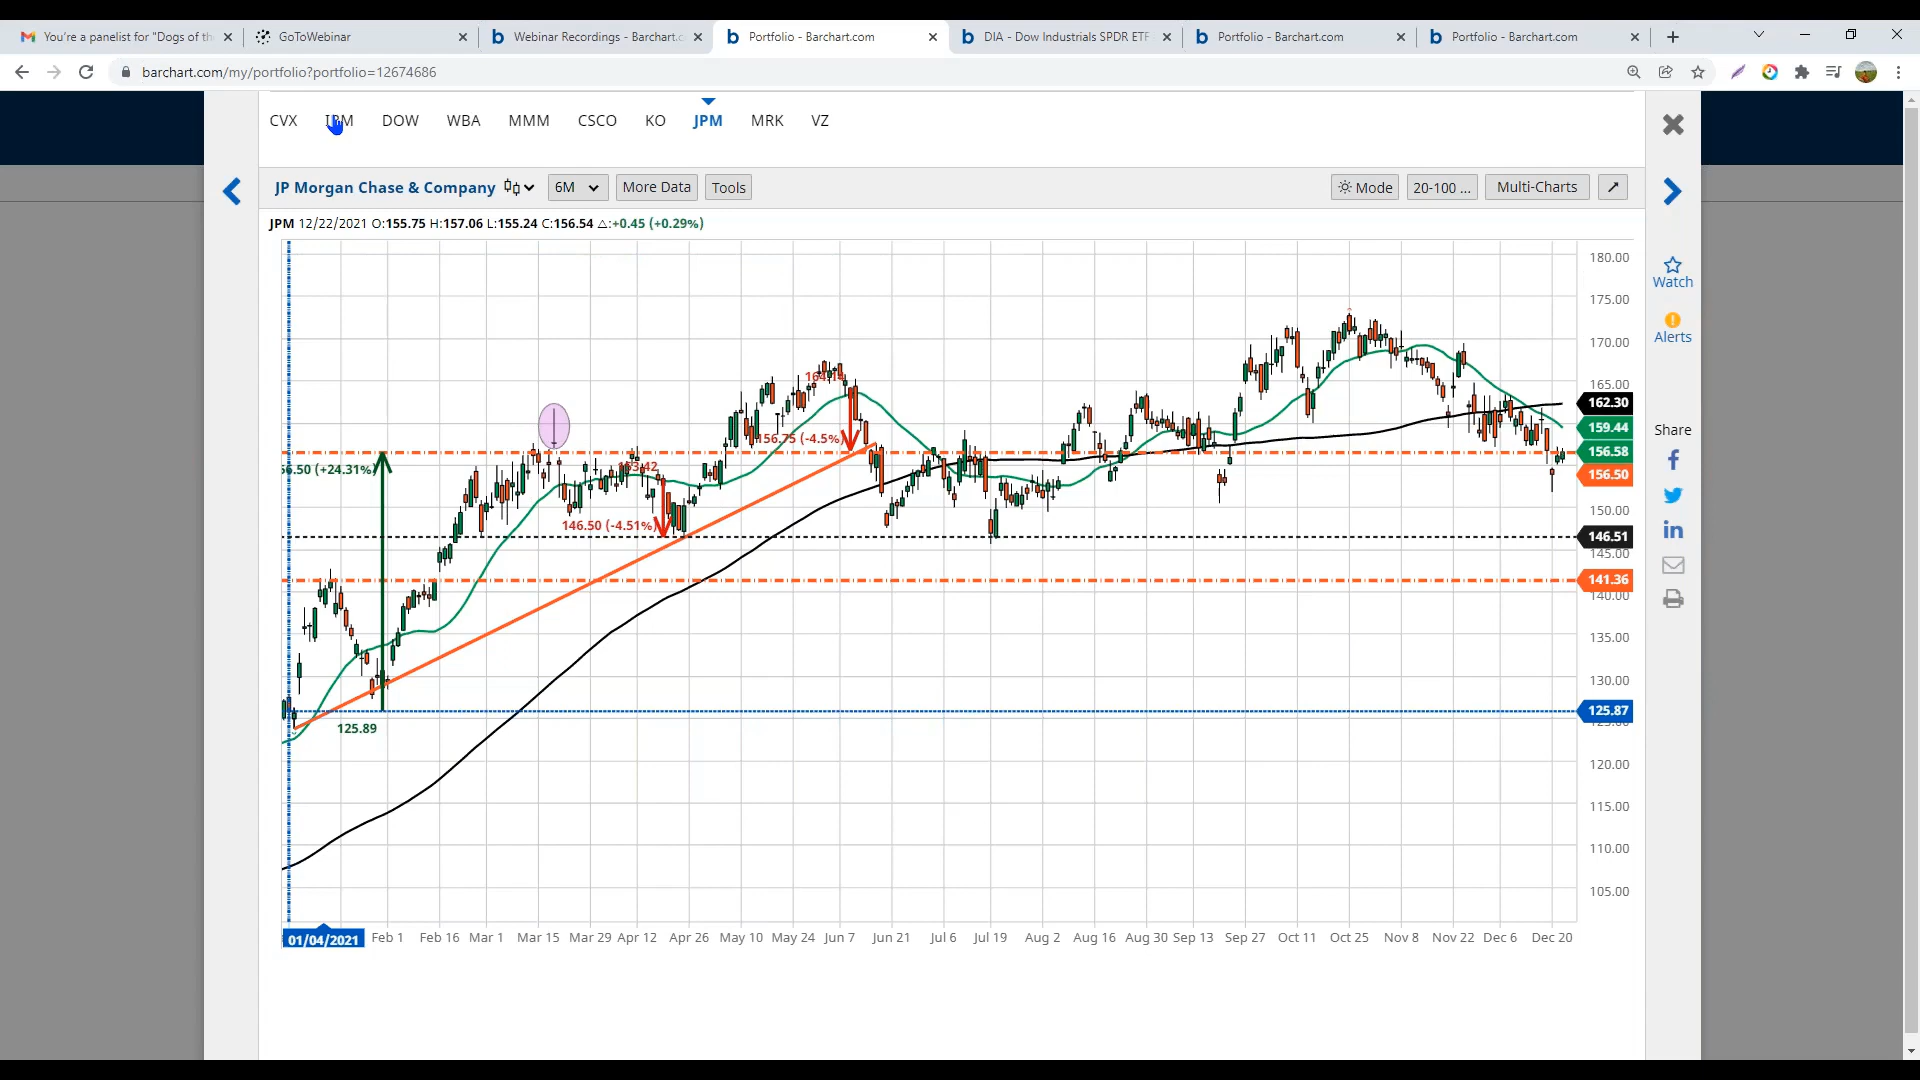 You're a panelist for "Dogs of th
GoToWebinar
Webinar Recordings - Barchart.c
Portfolio - Barchart.com
DIA - Dow Industrials SPDR ETF
Portfolio - Barchart.com
Portfolio - Barchart.com
barchart.com/my/portfolio?portfolio=12674686
CVX IBM DOW WBA MMM CSCO KO JPM MRK VZ
JP Morgan Chase & Company 6M More Data Tools Mode 20-100 ... Multi-Charts
JPM 12/22/2021 O:155.75 H:157.06 L:155.24 C:156.54 △:+0.45 (+0.29%)
180.00
175.00
170.00
165.00
162.30
159.44
156.58
156.50
150.00
146.51
145.00
141.36
140.00
135.00
130.00
125.87
120.00
115.00
110.00
105.00
164.14
156.75 (-4.5%)
6.50 (+24.31%)
153.42
146.50 (-4.51%)
125.89
01/04/2021 Feb 1 Feb 16 Mar 1 Mar 15 Mar 29 Apr 12 Apr 26 May 10 May 24 Jun 7 Jun 21 Jul 6 Jul 19 Aug 2 Aug 16 Aug 30 Sep 13 Sep 27 Oct 11 Oct 25 Nov 8 Nov 22 Dec 6 Dec 20
Watch
Alerts
Share